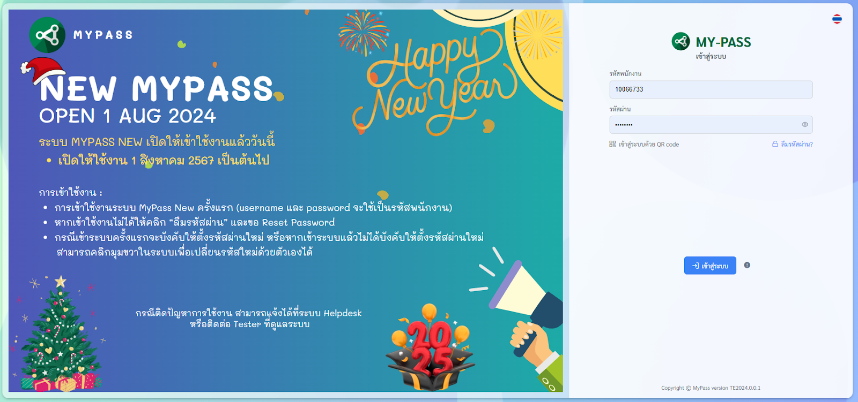 MYPASS
Happy
New Year
NEW MYPASS
OPEN 1 AUG 2024
ระบบ MYPASS NEW เปิดให้เข้าใช้งานแล้ววันนี้
• เปิดให้ใช้งาน 1 สิงหาคม 2567 เป็นต้นไป
การเข้าใช้งาน :
• การเข้าใช้งานระบบ MyPass New ครั้งแรก (username และ password จะใช้เป็นรหัสพนักงาน)
• หากเข้าใช้งานไม่ได้ให้คลิก "ลืมรหัสผ่าน" และขอ Reset Password
• กรณีเข้าระบบครั้งแรกจะบังคับให้ตั้งรหัสผ่านใหม่ หรือหากเข้าระบบแล้วไม่ได้บังคับให้ตั้งรหัสผ่านใหม่
สามารถคลิกมุมขวาในระบบเพื่อเปลี่ยนรหัสใหม่ด้วยตัวเองได้
กรณีติดปัญหาการใช้งาน สามารถแจ้งได้ที่ระบบ Helpdesk
หรือติดต่อ Tester ที่ดูแลระบบ
2025
MY-PASS
เข้าสู่ระบบ
รหัสพนักงาน
10066733
รหัสผ่าน
••••••••
เข้าสู่ระบบด้วย QR code
ลืมรหัสผ่าน?
เข้าสู่ระบบ
Copyright © MyPass version TE2024.0.0.1